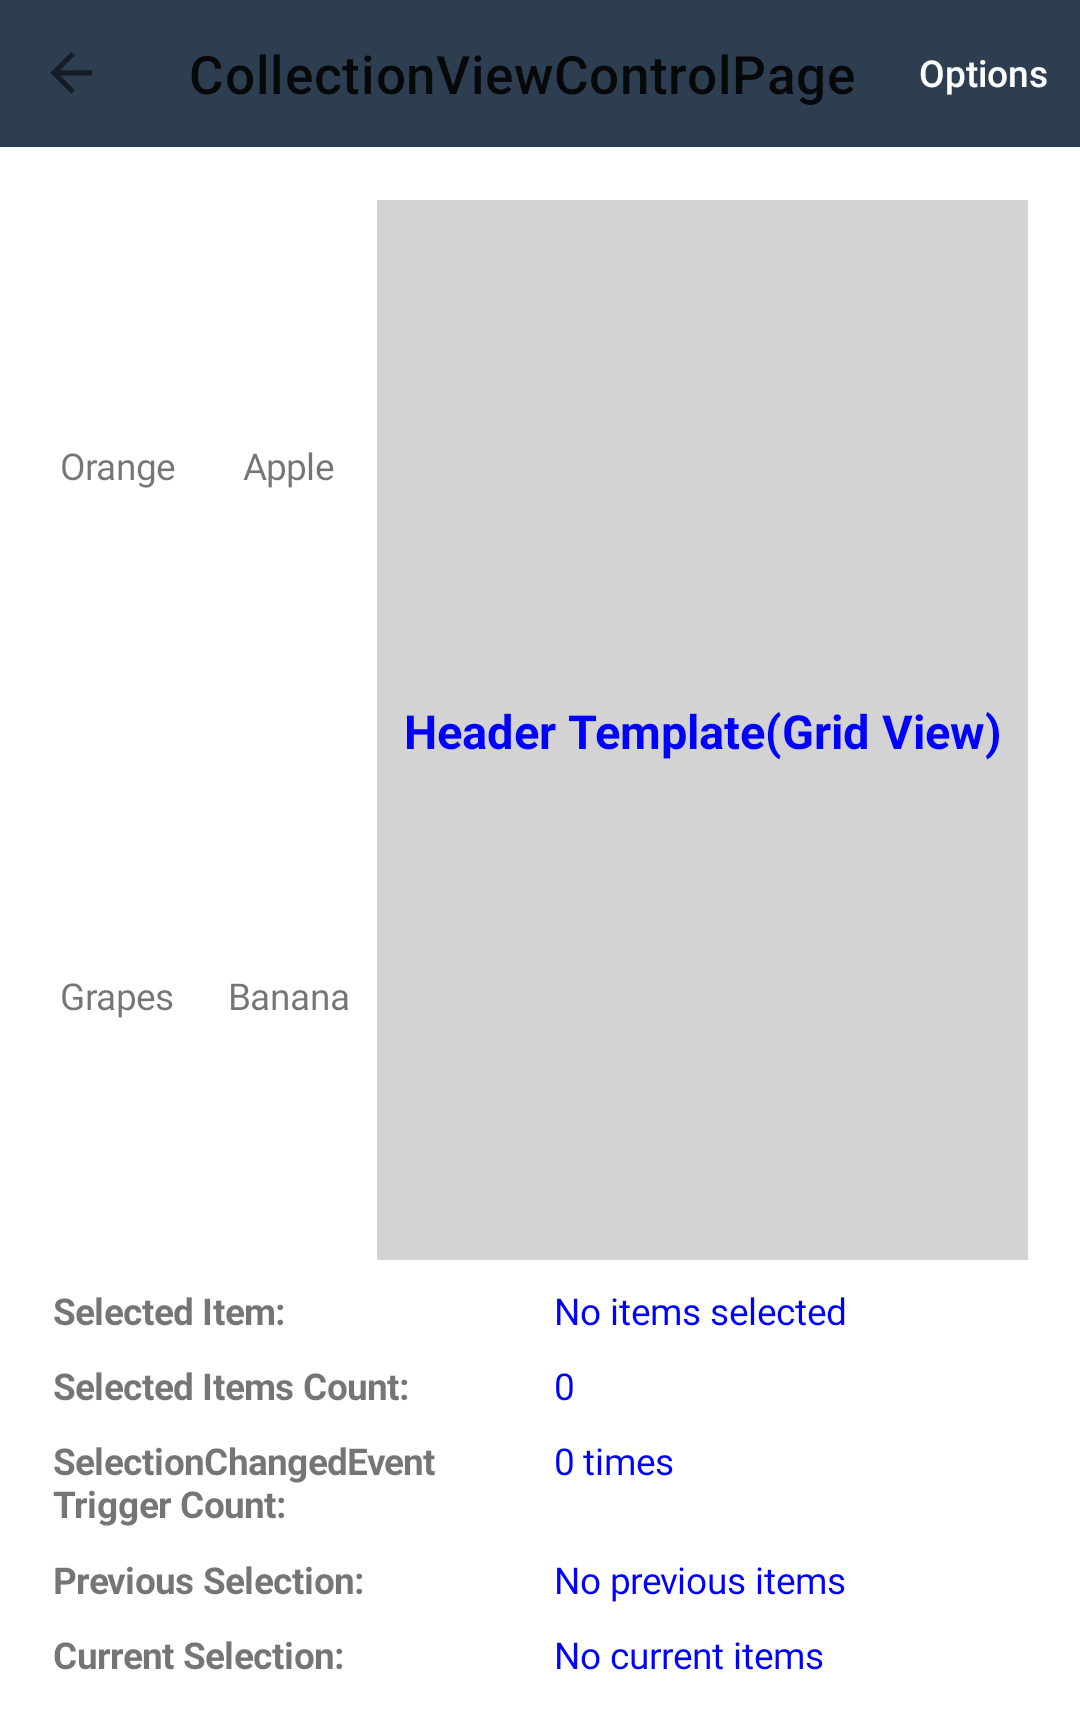 CollectionViewControlPage
Options
Orange
Apple
Header Template(Grid View)
Grapes
Banana
Selected Item:
No items selected
Selected Items Count:
0
SelectionChangedEvent
Trigger Count:
0 times
Previous Selection:
No previous items
Current Selection:
No current items